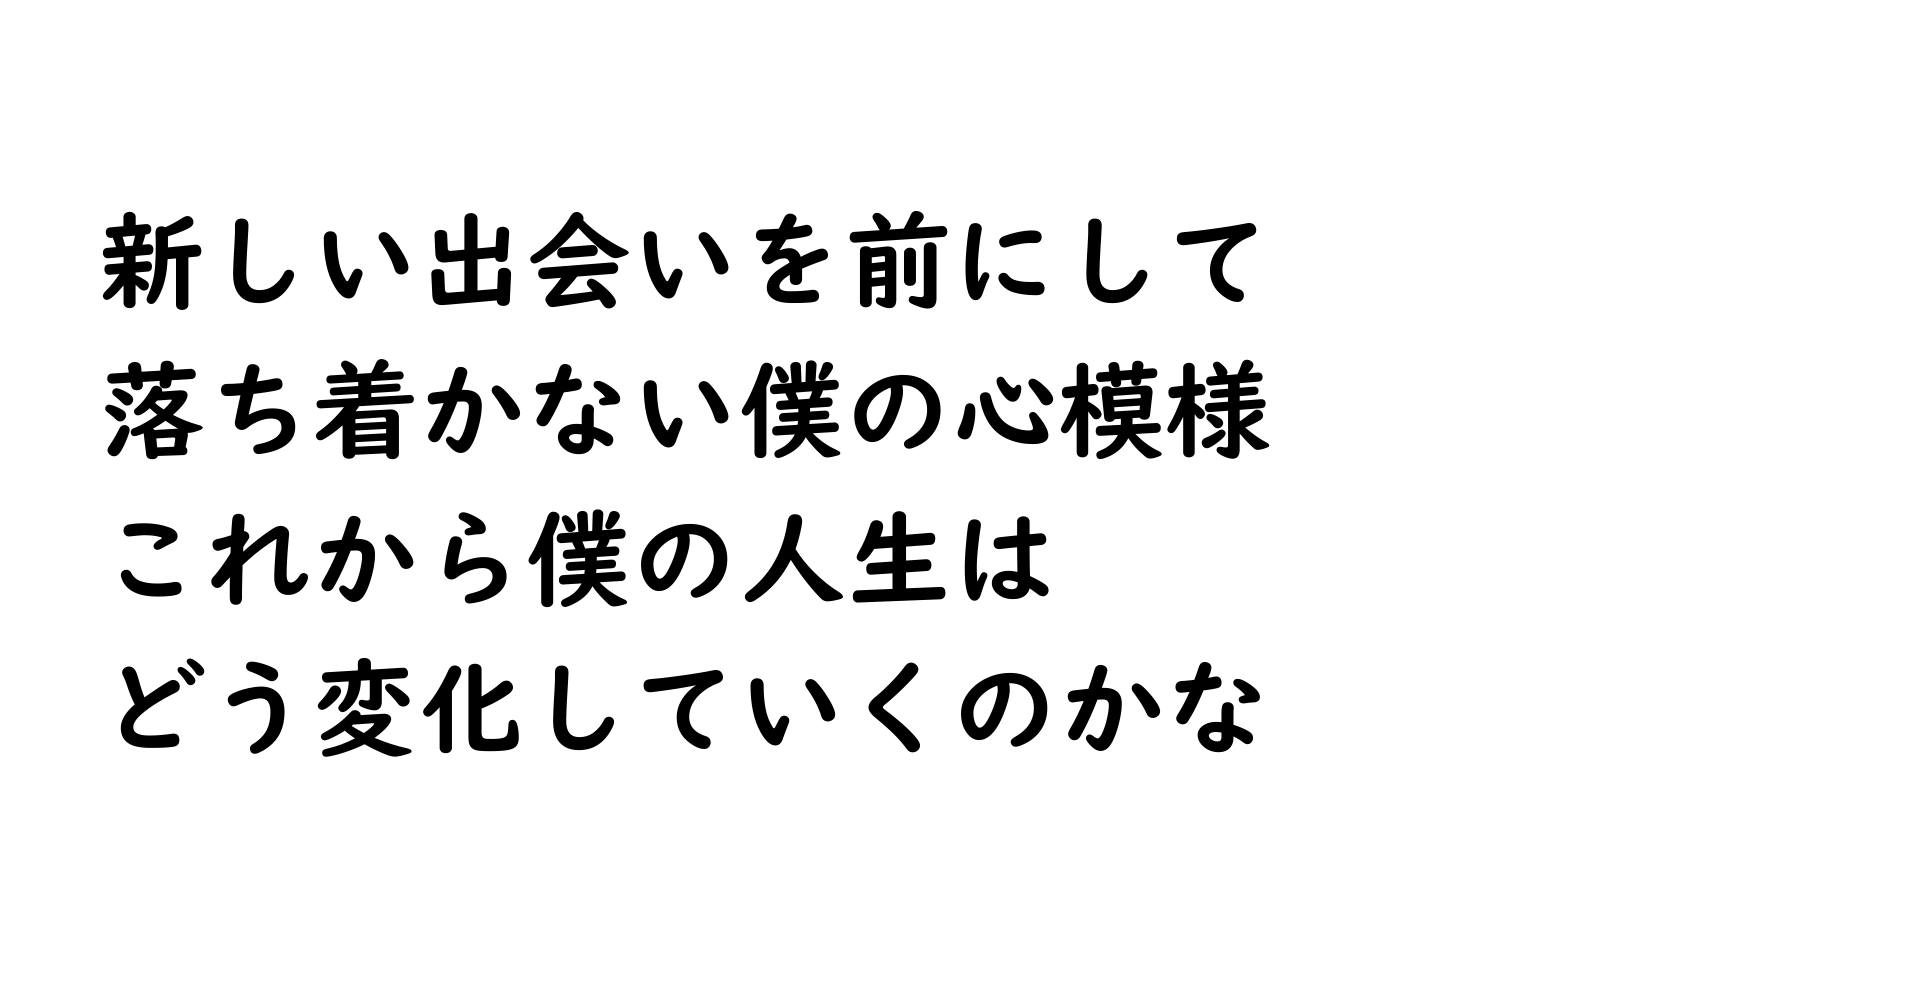 新しい出会いを前にして
落ち着かない僕の心模様
これから僕の人生は
どう変化していくのかな